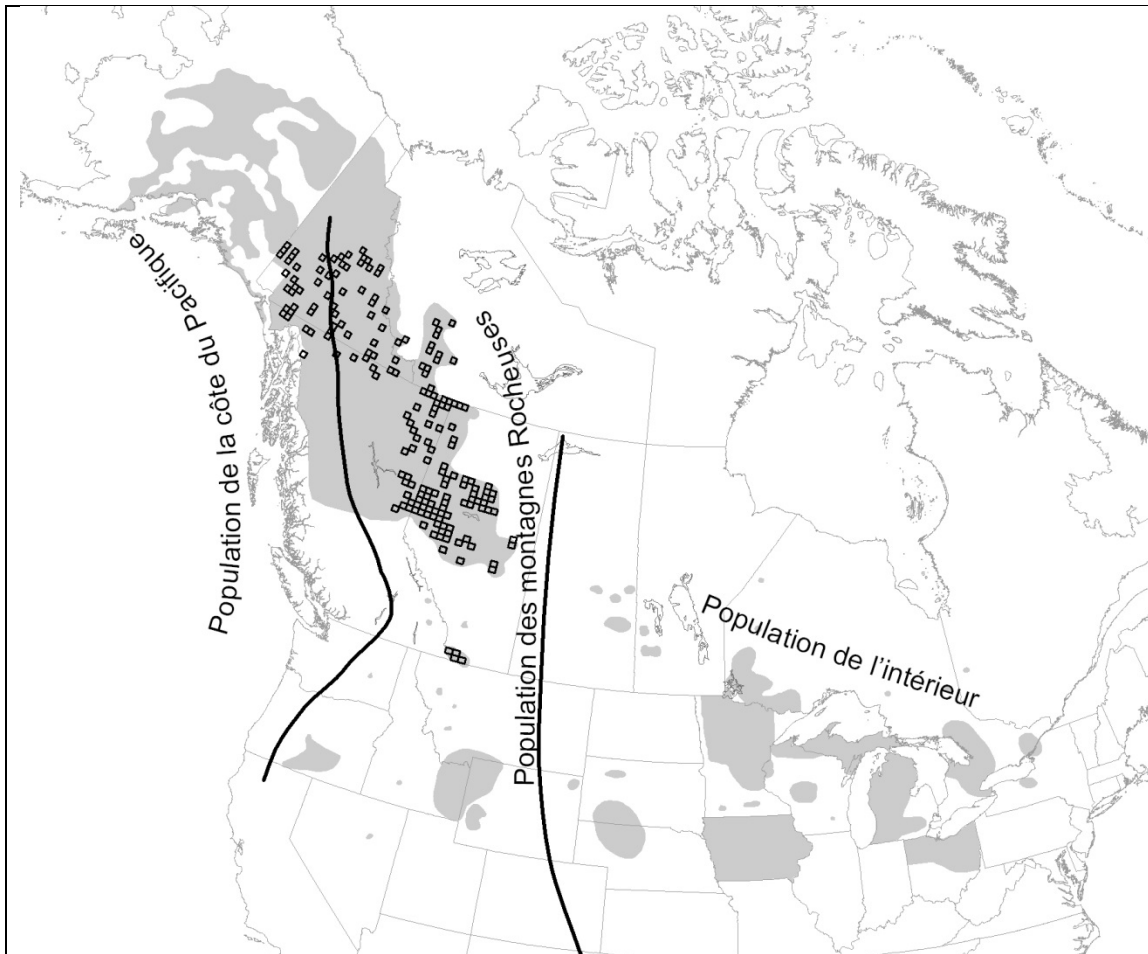 Population de la côte du Pacifique
Population des montagnes Rocheuses
Population de l'intérieur